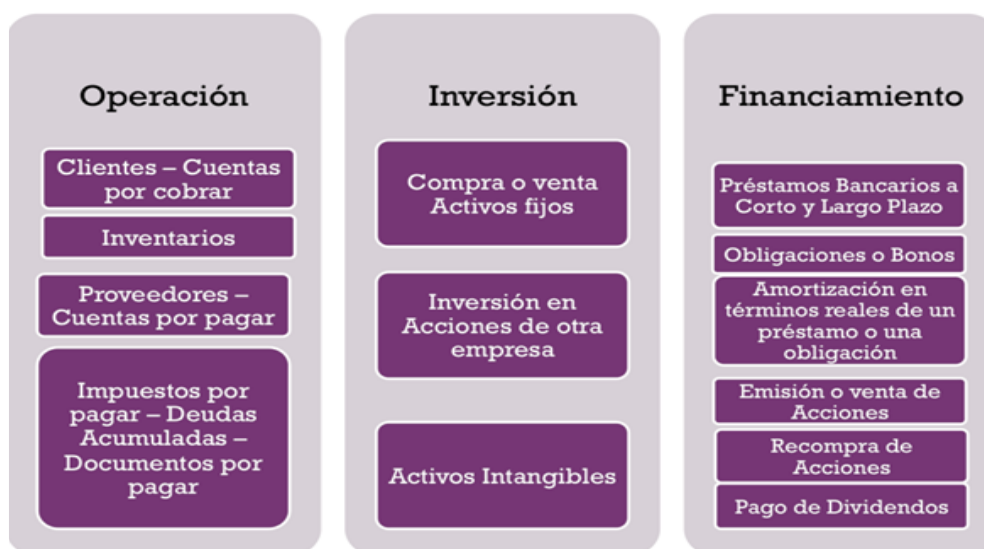 Operación
Clientes – Cuentas
por cobrar
Inventarios
Proveedores –
Cuentas por pagar
Impuestos por
pagar – Deudas
Acumuladas –
Documentos por
pagar
Inversión
Compra o venta
Activos fijos
Inversión en
Acciones de otra
empresa
Activos Intangibles
Financiamiento
Préstamos Bancarios a
Corto y Largo Plazo
Obligaciones o Bonos
Amortización en
términos reales de un
préstamo o una
obligación
Emisión o venta de
Acciones
Recompra de
Acciones
Pago de Dividendos